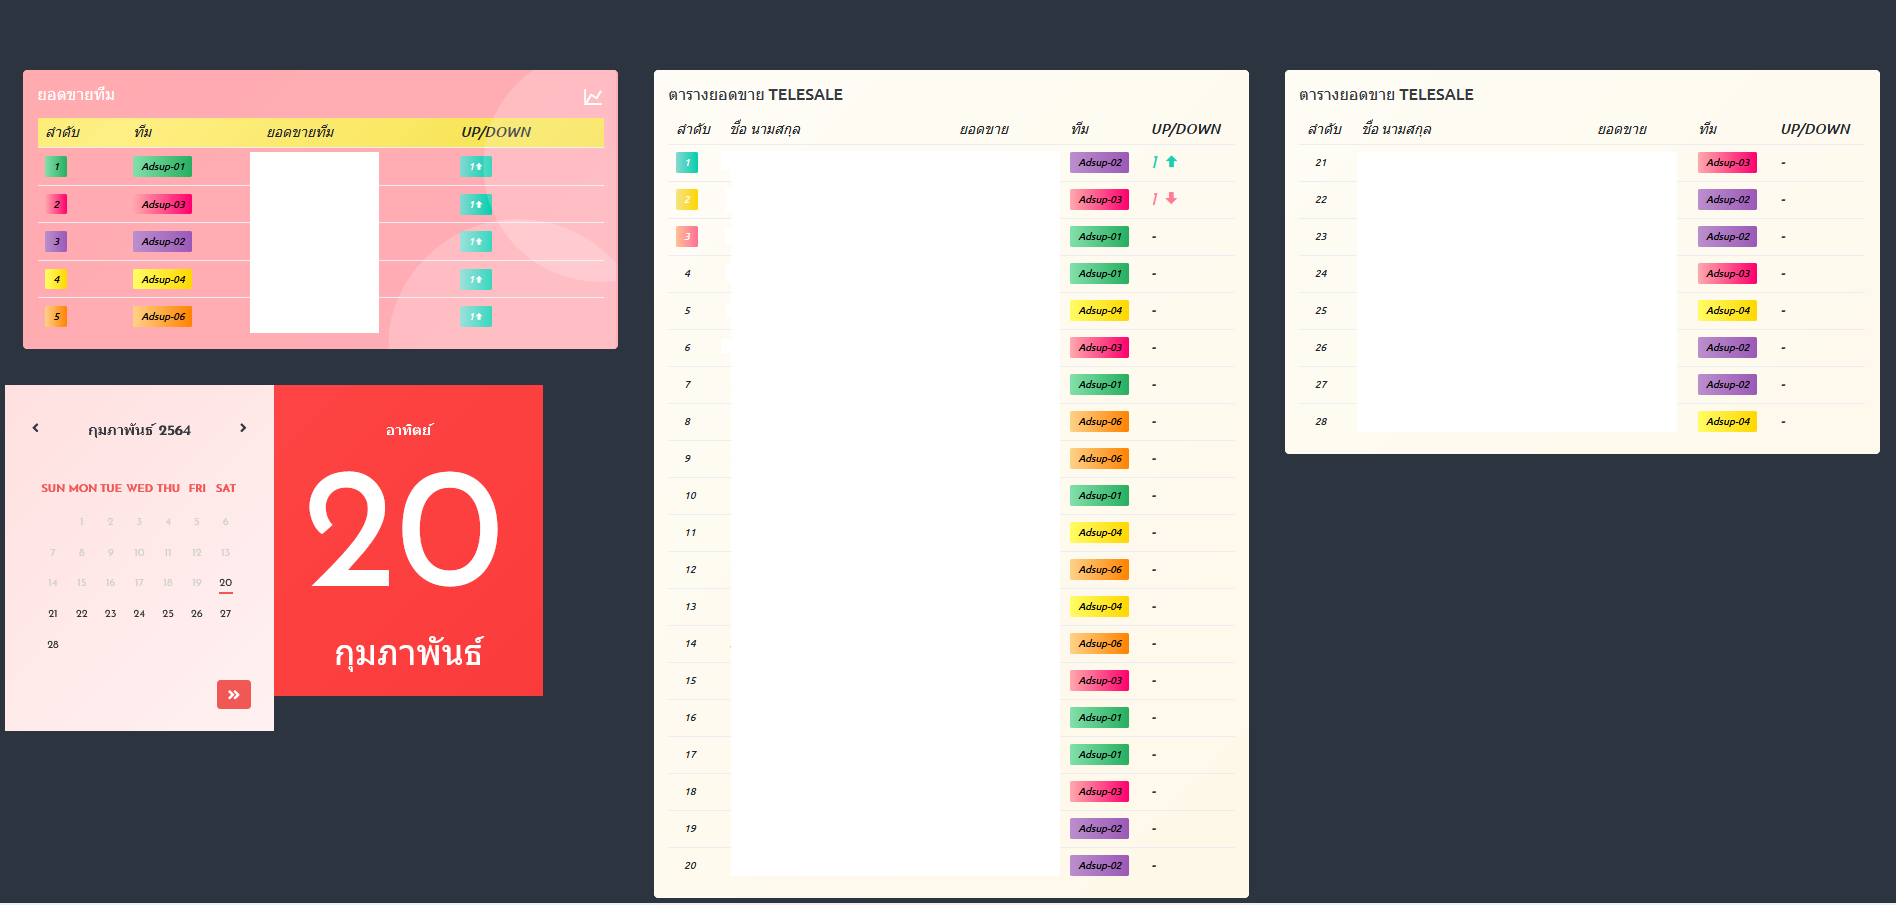 ยอดขายทีม
ลำดับ ทีม ยอดขายทีม UP/DOWN
1 Adsup-01 1
2 Adsup-03 1
3 Adsup-02 1
4 Adsup-04 1
5 Adsup-06 1
กุมภาพันธ์ 2564
SUN MON TUE WED THU FRI SAT
1 2 3 4 5 6
7 8 9 10 11 12 13
14 15 16 17 18 19 20
21 22 23 24 25 26 27
28
อาทิตย์
20
กุมภาพันธ์
ตารางยอดขาย TELESALE
ลำดับ ชื่อ นามสกุล ยอดขาย ทีม UP/DOWN
1 Adsup-02 1
2 Adsup-03 1
3 Adsup-01 -
4 Adsup-01 -
5 Adsup-04 -
6 Adsup-03 -
7 Adsup-01 -
8 Adsup-06 -
9 Adsup-06 -
10 Adsup-01 -
11 Adsup-04 -
12 Adsup-06 -
13 Adsup-04 -
14 Adsup-06 -
15 Adsup-03 -
16 Adsup-01 -
17 Adsup-01 -
18 Adsup-03 -
19 Adsup-02 -
20 Adsup-02 -
ตารางยอดขาย TELESALE
ลำดับ ชื่อ นามสกุล ยอดขาย ทีม UP/DOWN
21 Adsup-03 -
22 Adsup-02 -
23 Adsup-02 -
24 Adsup-03 -
25 Adsup-04 -
26 Adsup-02 -
27 Adsup-02 -
28 Adsup-04 -